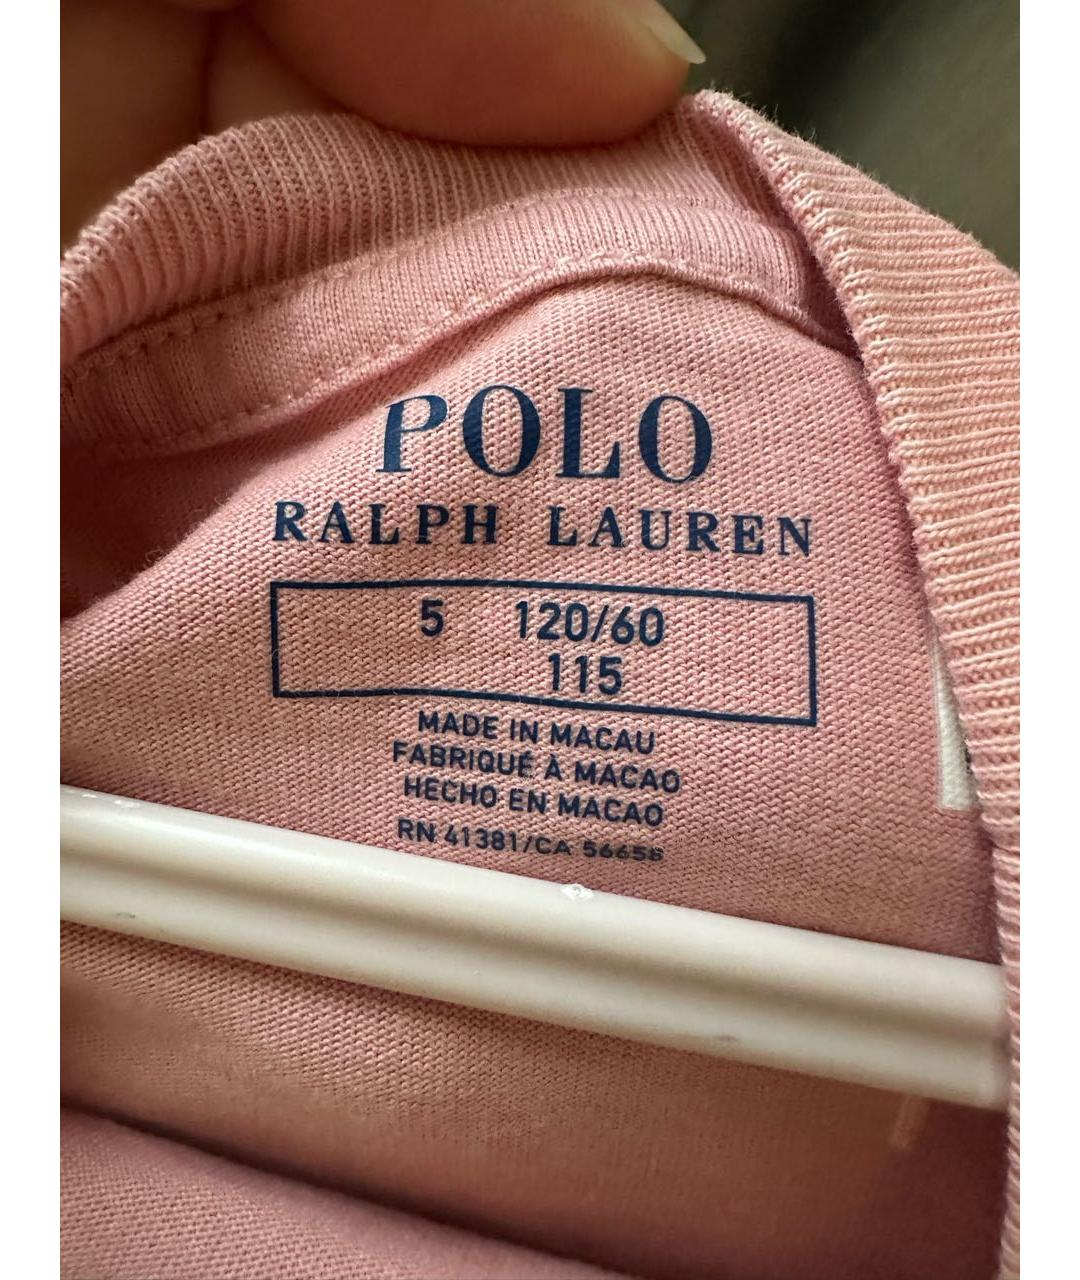 POLO
RALPH LAUREN
5 120/60
115
MADE IN MACAU
FABRIQUÉ À MACAO
HECHO EN MACAO
RN 41381/CA 56658